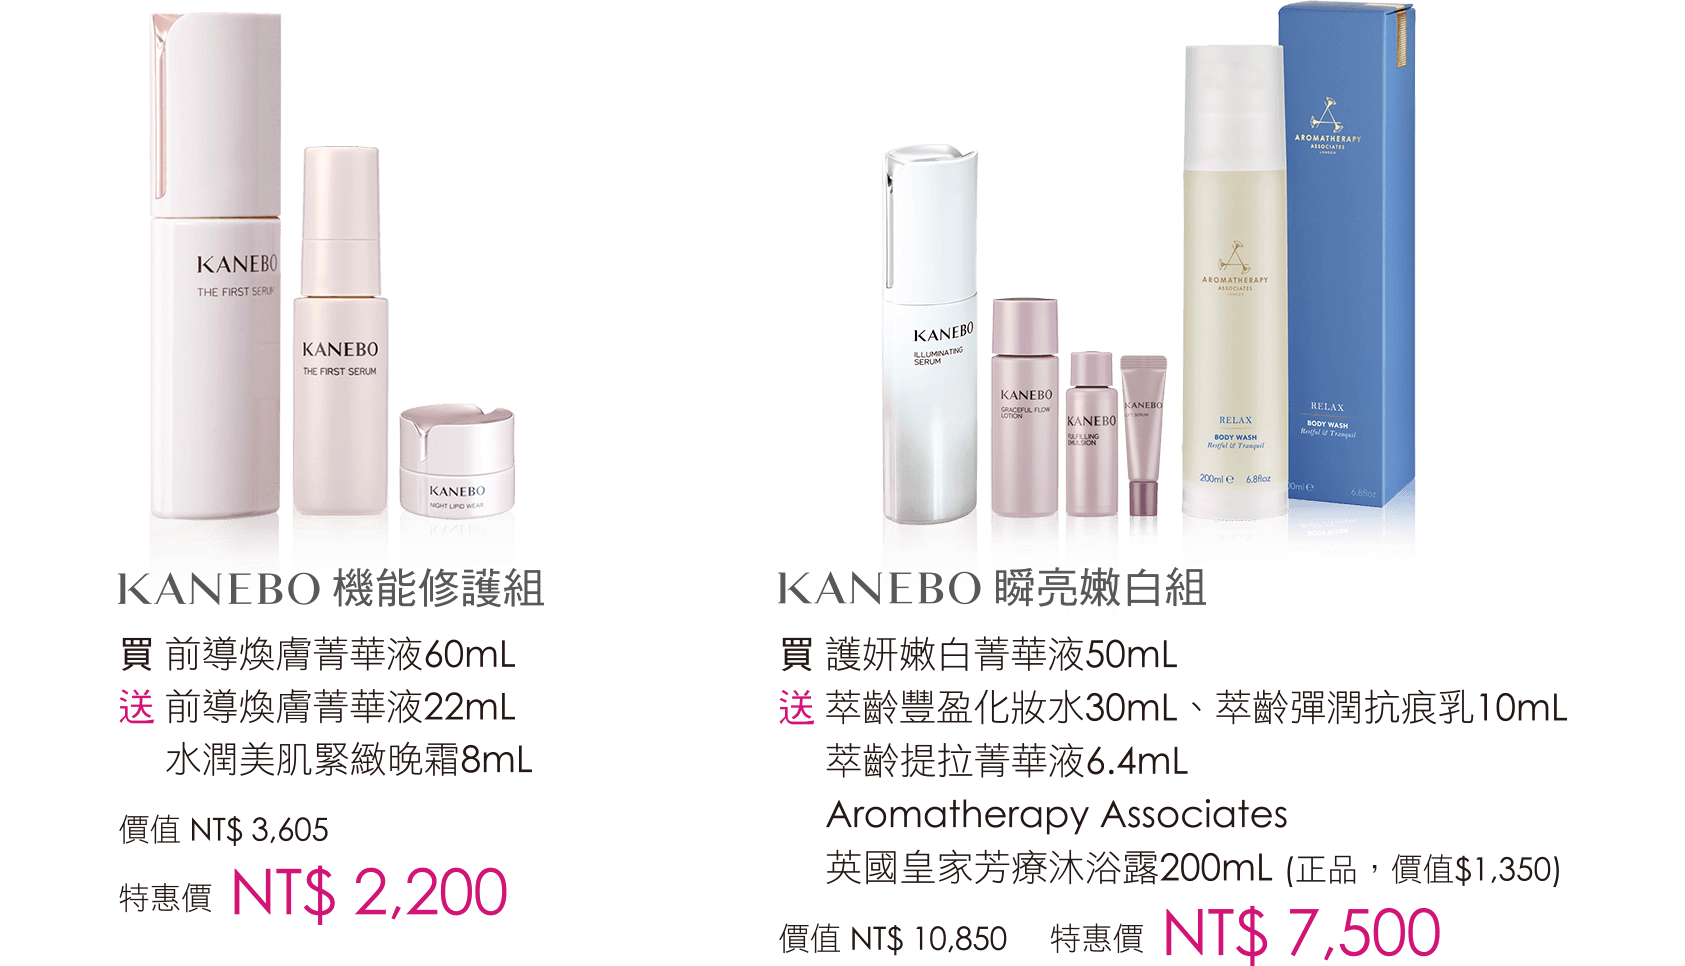 KANEBO
THE FIRST SERUM
KANEBO
THE FIRST SERUM
KANEBO
NIGHT LIPID WEAR
KANEBO 機能修護組
買 前導煥膚菁華液60mL
送 前導煥膚菁華液22mL
水潤美肌緊緻晚霜8mL
價值 NT$ 3,605
特惠價 NT$ 2,200
KANEBO
ILLUMINATING
SERUM
KANEBO
GRACEFUL FLOW
LOTION
KANEBO
FULFILLING
EMULSION
KANEBO
LIFT SERUM
AROMATHERAPY
ASSOCIATES
LONDON
RELAX
BODY WASH
Restful & Tranquil
200ml e 6.8floz
AROMATHERAPY
ASSOCIATES
LONDON
RELAX
BODY WASH
Restful & Tranquil
6.8floz
KANEBO 瞬亮嫩白組
買 護妍嫩白菁華液50mL
送 萃齡豐盈化妝水30mL、萃齡彈潤抗痕乳10mL
萃齡提拉菁華液6.4mL
Aromatherapy Associates
英國皇家芳療沐浴露200mL (正品，價值$1,350)
價值 NT$ 10,850 特惠價 NT$ 7,500